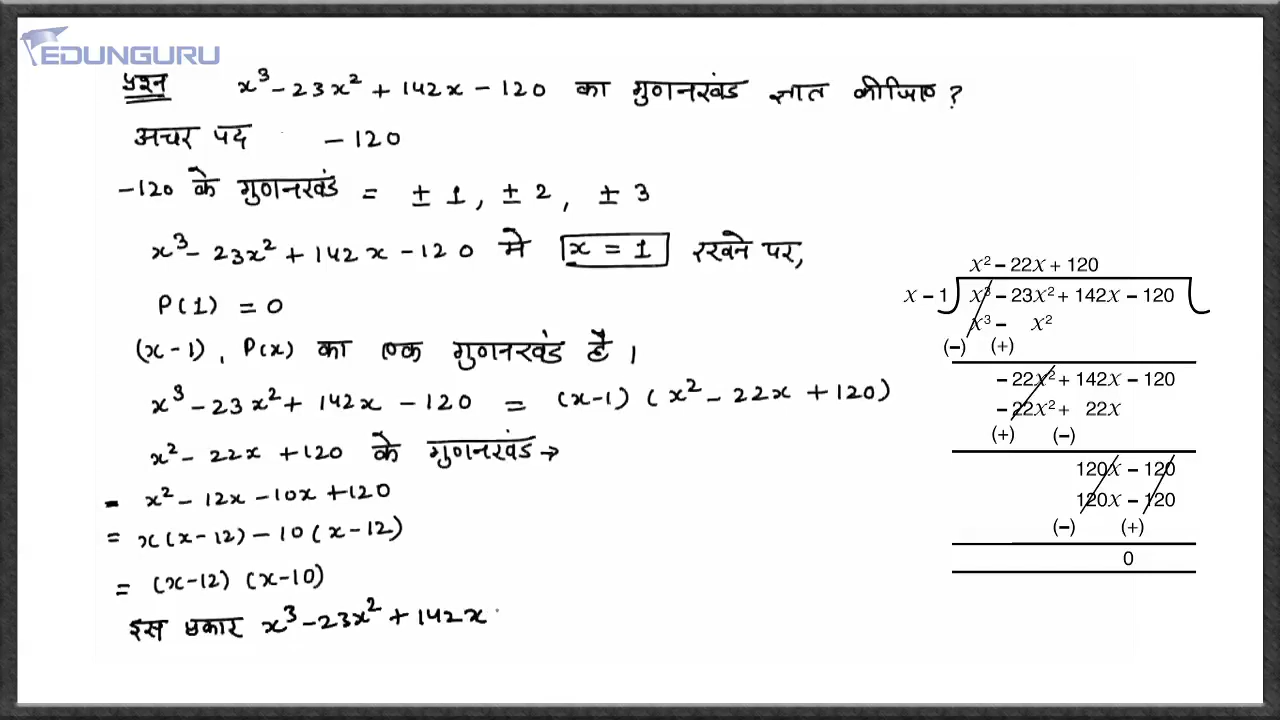 EDUNGURU
प्रश्न x³ - 23x² + 142x - 120 का गुणनखंड ज्ञात कीजिए ?
अचर पद - 120
-120 के गुणनखंड = ± 1, ± 2, ± 3
x³ - 23x² + 142x - 120 में x = 1 रखने पर,
P(1) = 0
(x-1), P(x) का एक गुणनखंड है ।
x³ - 23x² + 142x - 120 = (x-1) (x² - 22x + 120)
x² - 22x + 120 के गुणनखंड →
= x² - 12x - 10x + 120
= x(x-12) - 10(x-12)
= (x-12) (x-10)
इस प्रकार x³ - 23x² + 142x
x² – 22x + 120
x – 1 x³ – 23x² + 142x – 120
x³ – x²
(–) (+)
– 22x² + 142x – 120
– 22x² + 22x
(+) (–)
120x – 120
120x – 120
(–) (+)
0